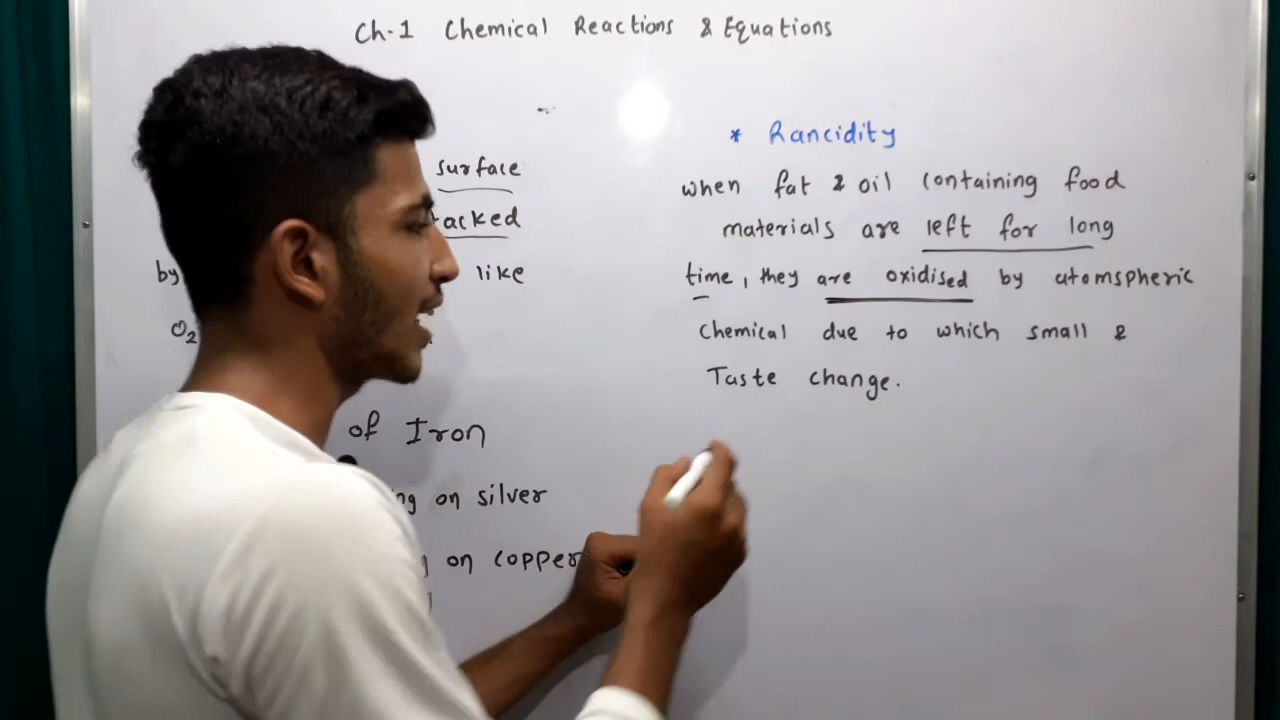 Ch-1 Chemical Reactions & Equations
surface
acked
by like
O2
of Iron
on silver
on copper
* Rancidity
when fat & oil containing food
materials are left for long
time, they are oxidised by atomspheric
Chemical due to which small &
Taste change.